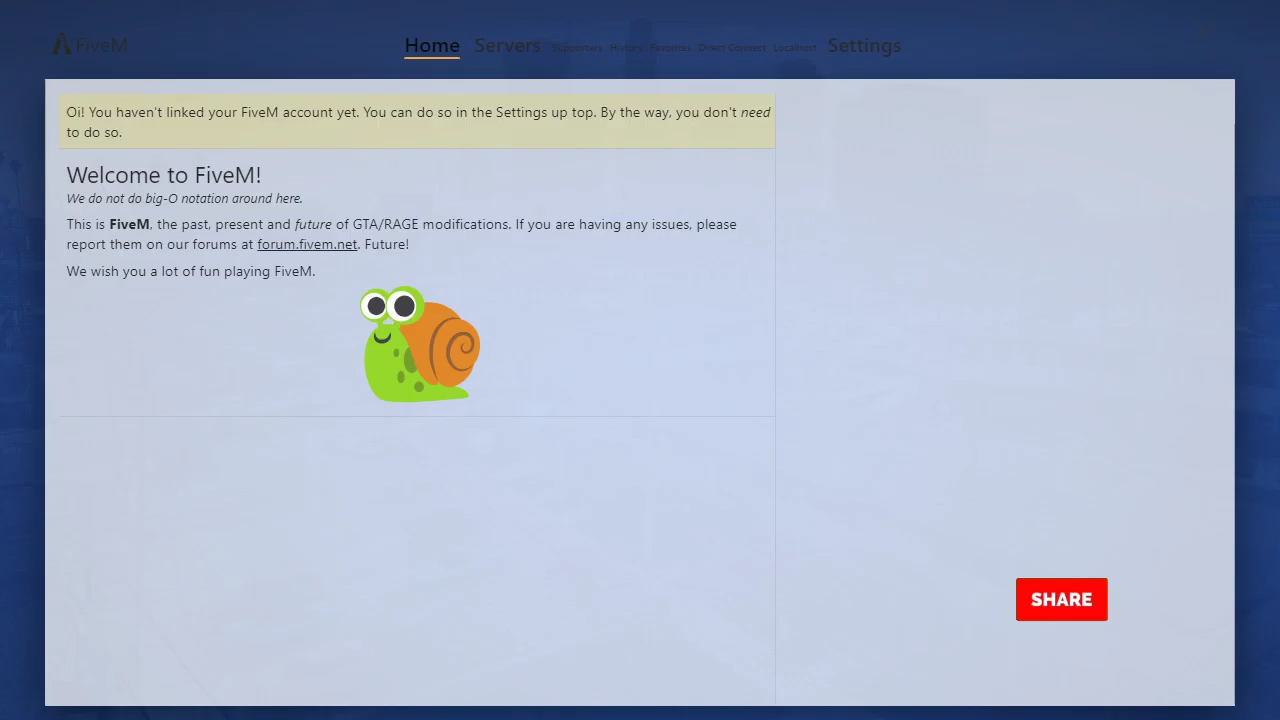 FiveM
Home Servers Supporters History Favorites Direct Connect Localhost Settings
Oi! You haven't linked your FiveM account yet. You can do so in the Settings up top. By the way, you don't need
to do so.
Welcome to FiveM!
We do not do big-O notation around here.
This is FiveM, the past, present and future of GTA/RAGE modifications. If you are having any issues, please
report them on our forums at forum.fivem.net. Future!
We wish you a lot of fun playing FiveM.
SHARE